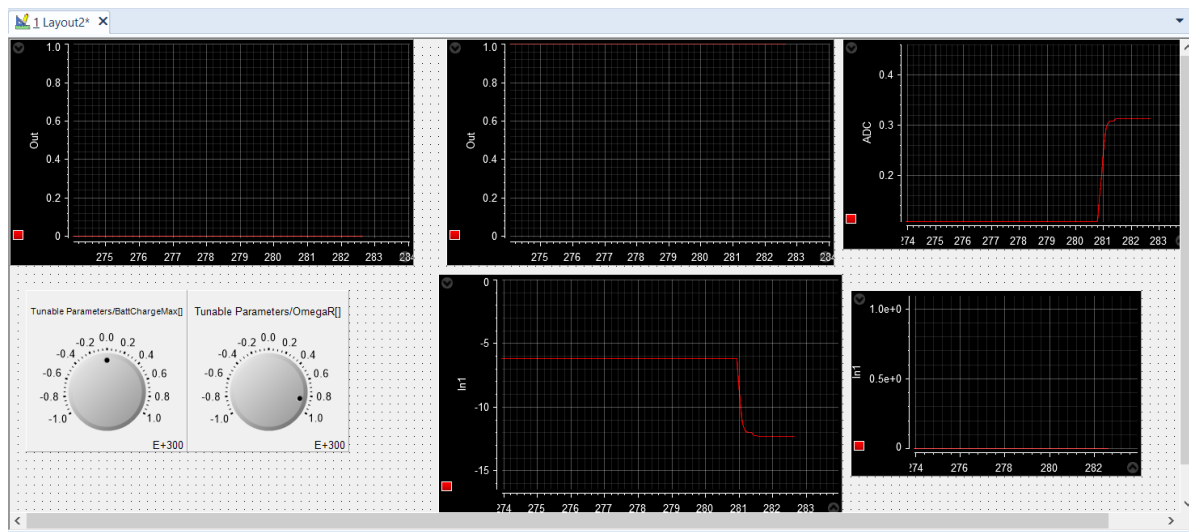 1 Layout2*
1.0
0.8
0.6
0.4
0.2
0
Out
275 276 277 278 279 280 281 282 283 284
1.0
0.8
0.6
0.4
0.2
0
Out
275 276 277 278 279 280 281 282 283 284
0.4
0.3
0.2
ADC
274 275 276 277 278 279 280 281 282 283
Tunable Parameters/BattChargeMax[]
-1.0 -0.8 -0.6 -0.4 -0.2 0.0 0.2 0.4 0.6 0.8 1.0
E+300
Tunable Parameters/OmegaR[]
-1.0 -0.8 -0.6 -0.4 -0.2 0.0 0.2 0.4 0.6 0.8 1.0
E+300
0
-5
-10
-15
In1
274 275 276 277 278 279 280 281 282 283
1.0e+0
0.5e+0
0
In1
274 276 278 280 282